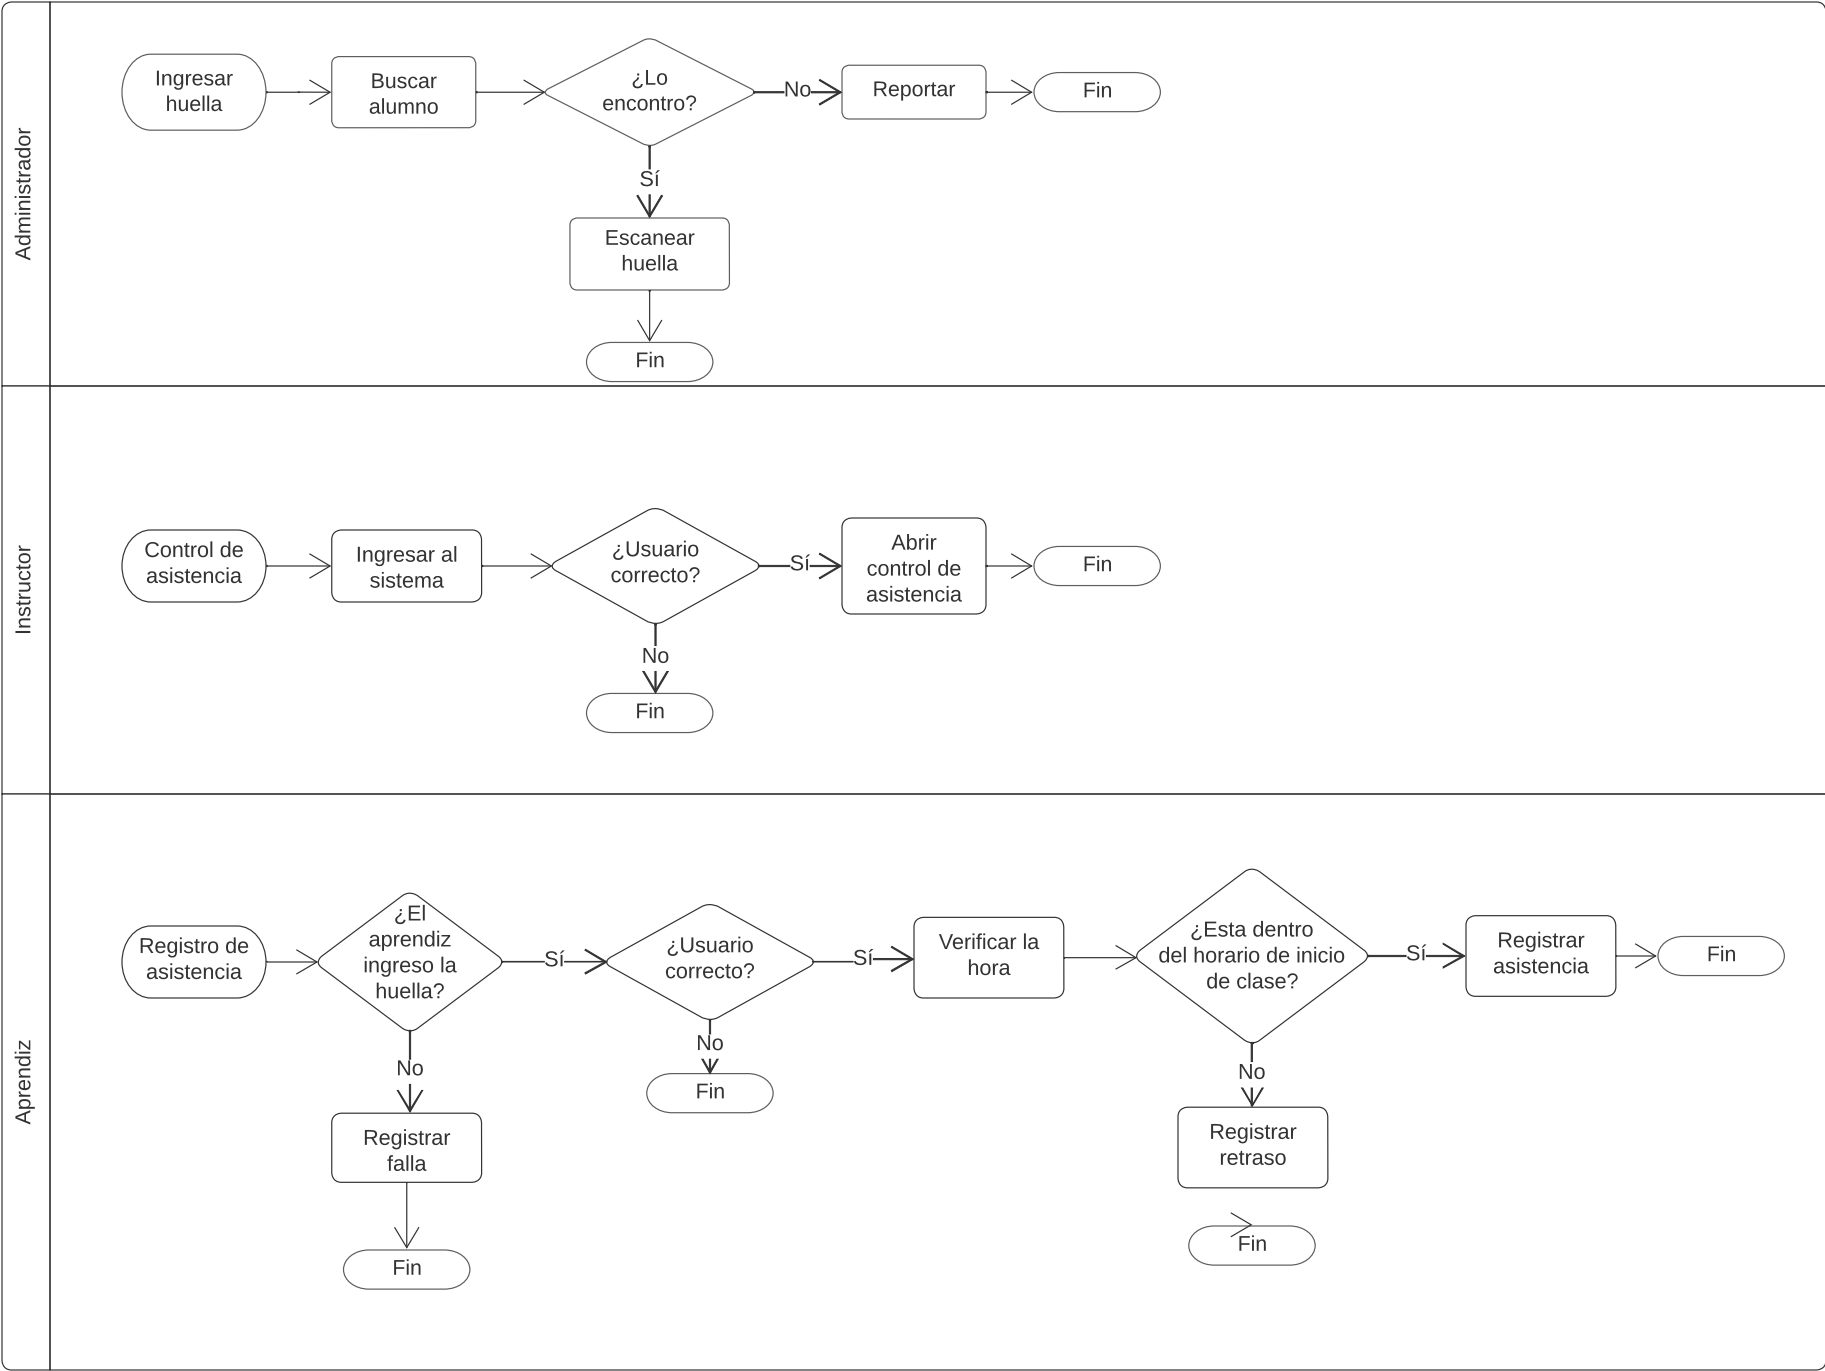 Administrador
Ingresar
huella
Buscar
alumno
¿Lo
encontro?
No
Reportar
Fin
Sí
Escanear
huella
Fin
Instructor
Control de
asistencia
Ingresar al
sistema
¿Usuario
correcto?
Sí
Abrir
control de
asistencia
Fin
No
Fin
Aprendiz
Registro de
asistencia
¿El
aprendiz
ingreso la
huella?
Sí
¿Usuario
correcto?
Sí
Verificar la
hora
¿Esta dentro
del horario de inicio
de clase?
Sí
Registrar
asistencia
Fin
No
Registrar
falla
Fin
No
Fin
No
Registrar
retraso
Fin